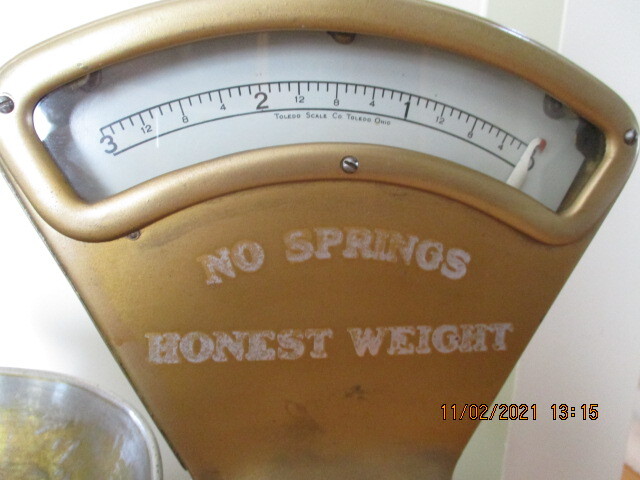 3 12 8 4 2 12 8 4 1 12 8 4
TOLEDO SCALE CO. TOLEDO OHIO
NO SPRINGS
HONEST WEIGHT
11/02/2021 13:15